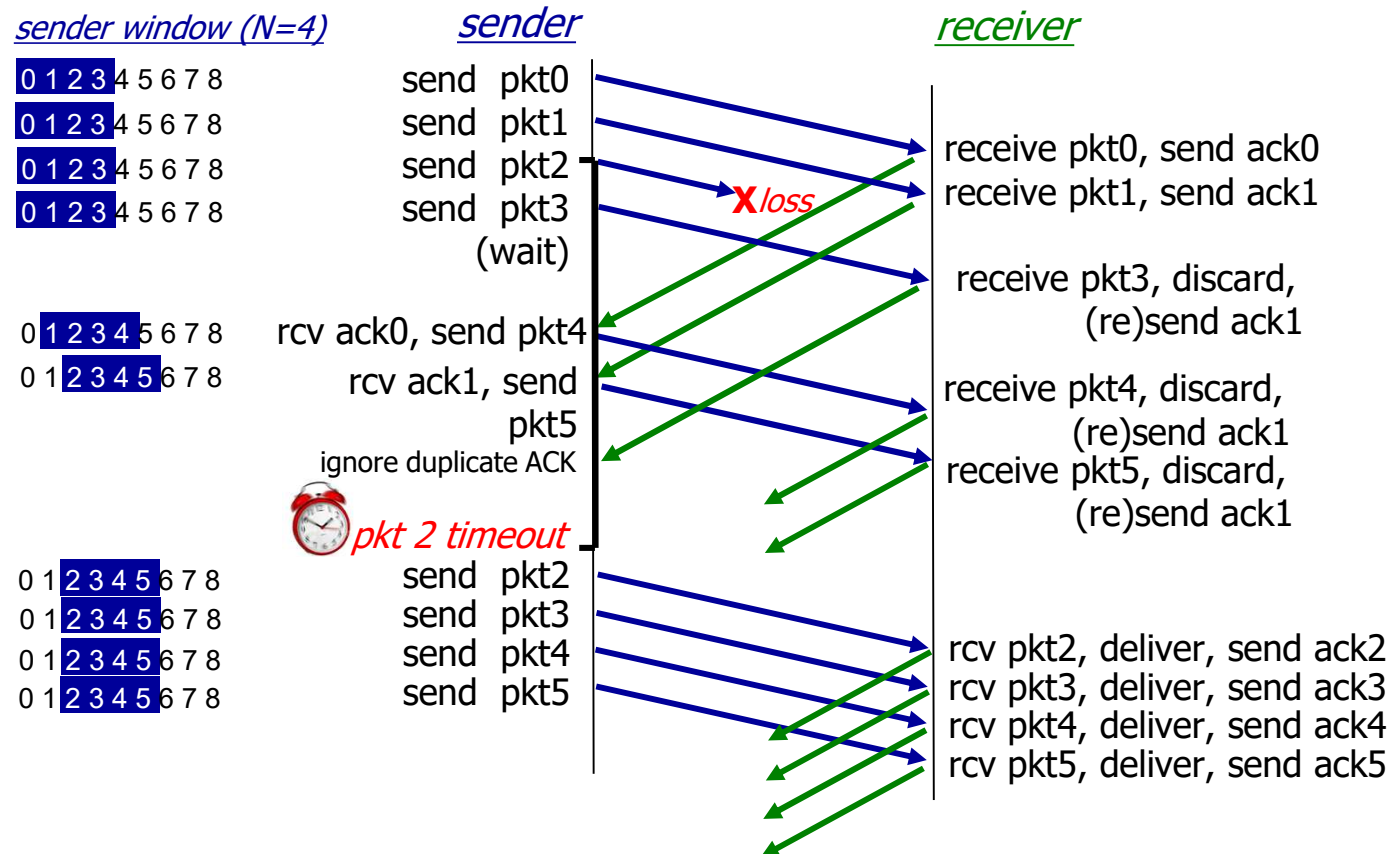 sender window (N=4)
sender
receiver
0 1 2 3 4 5 6 7 8
send pkt0
0 1 2 3 4 5 6 7 8
send pkt1
receive pkt0, send ack0
0 1 2 3 4 5 6 7 8
send pkt2
receive pkt1, send ack1
X loss
0 1 2 3 4 5 6 7 8
send pkt3
(wait)
receive pkt3, discard,
(re)send ack1
0 1 2 3 4 5 6 7 8
rcv ack0, send pkt4
0 1 2 3 4 5 6 7 8
rcv ack1, send
pkt5
receive pkt4, discard,
(re)send ack1
ignore duplicate ACK
receive pkt5, discard,
(re)send ack1
pkt 2 timeout
0 1 2 3 4 5 6 7 8
send pkt2
0 1 2 3 4 5 6 7 8
send pkt3
0 1 2 3 4 5 6 7 8
send pkt4
rcv pkt2, deliver, send ack2
0 1 2 3 4 5 6 7 8
send pkt5
rcv pkt3, deliver, send ack3
rcv pkt4, deliver, send ack4
rcv pkt5, deliver, send ack5